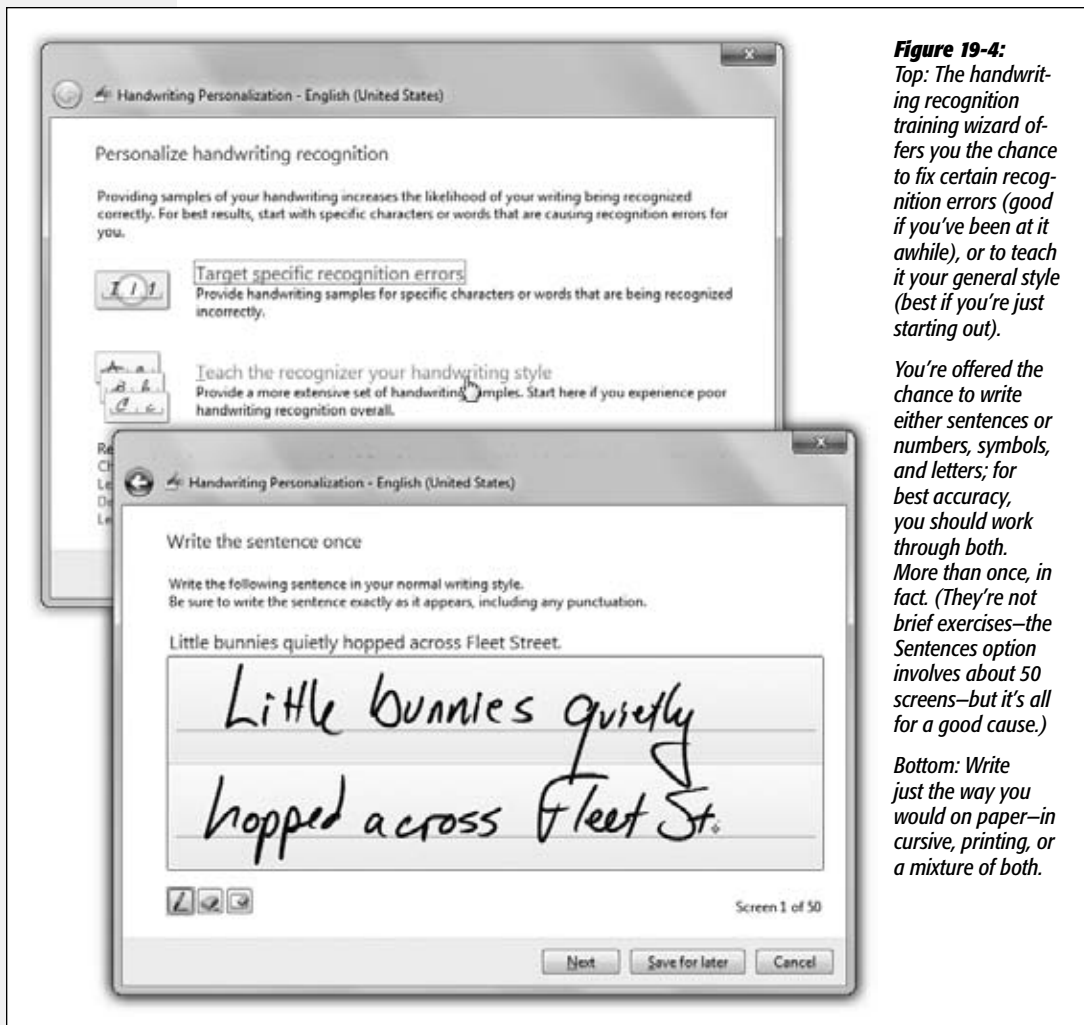 Handwriting Personalization - English (United States)
Personalize handwriting recognition
Providing samples of your handwriting increases the likelihood of your writing being recognized
correctly. For best results, start with specific characters or words that are causing recognition errors for
you.
Target specific recognition errors
Provide handwriting samples for specific characters or words that are being recognized
incorrectly.
Teach the recognizer your handwriting style
Provide a more extensive set of handwriting samples. Start here if you experience poor
handwriting recognition overall.
Handwriting Personalization - English (United States)
Write the sentence once
Write the following sentence in your normal writing style.
Be sure to write the sentence exactly as it appears, including any punctuation.
Little bunnies quietly hopped across Fleet Street.
Little bunnies quietly
hopped across Fleet St.
Screen 1 of 50
Next Save for later Cancel
Figure 19-4:
Top: The handwrit-
ing recognition
training wizard of-
fers you the chance
to fix certain recog-
nition errors (good
if you've been at it
awhile), or to teach
it your general style
(best if you're just
starting out).
You're offered the
chance to write
either sentences or
numbers, symbols,
and letters; for
best accuracy,
you should work
through both.
More than once, in
fact. (They're not
brief exercises—the
Sentences option
involves about 50
screens—but it's all
for a good cause.)
Bottom: Write
just the way you
would on paper—in
cursive, printing, or
a mixture of both.